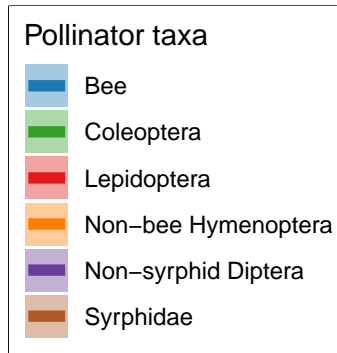 Pollinator taxa
Bee
Coleoptera
Lepidoptera
Non−bee Hymenoptera
Non−syrphid Diptera
Syrphidae